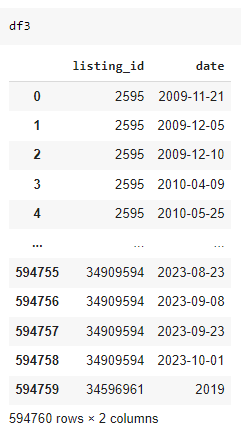 df3
listing_id date
0 2595 2009-11-21
1 2595 2009-12-05
2 2595 2009-12-10
3 2595 2010-04-09
4 2595 2010-05-25
... ... ...
594755 34909594 2023-08-23
594756 34909594 2023-09-08
594757 34909594 2023-09-23
594758 34909594 2023-10-01
594759 34596961 2019
594760 rows × 2 columns